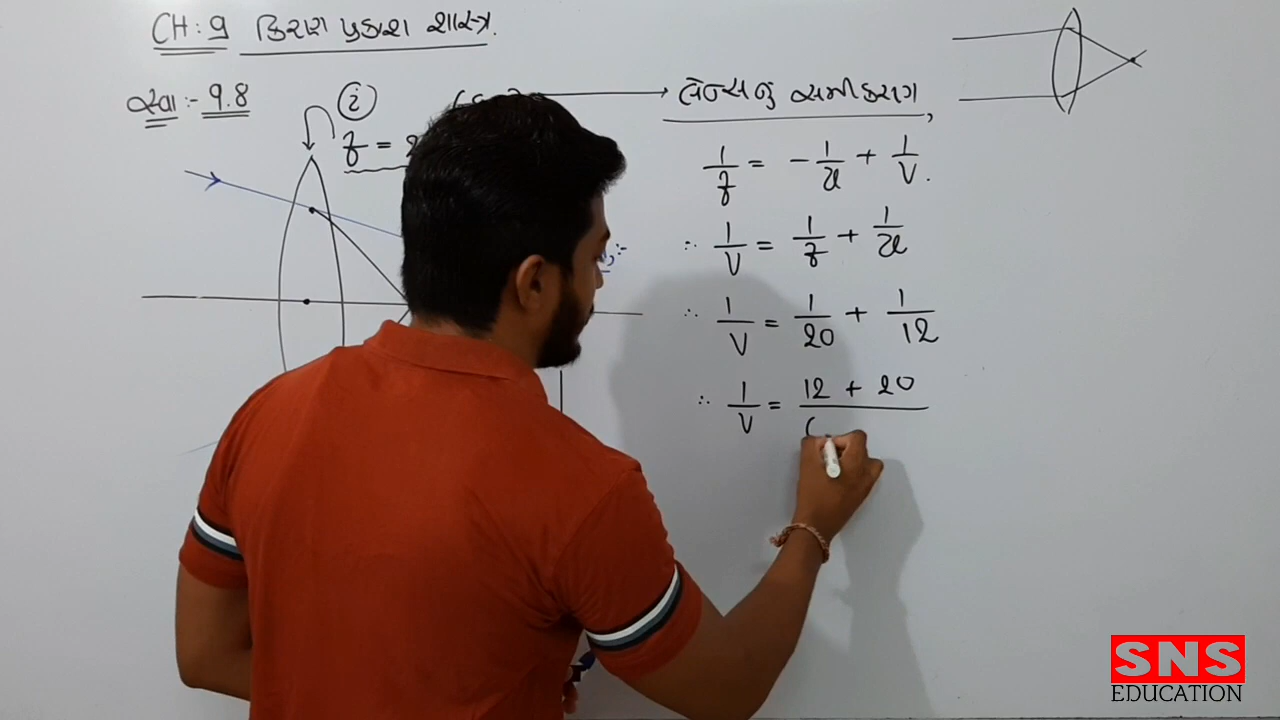 CH: 9 કિરણ પ્રકાશ શાસ્ત્ર.
સ્વા :- 9.8
i
f = 2
લેન્સનું સમીકરણ,
1/f = - 1/u + 1/v.
∴ 1/v = 1/f + 1/u
∴ 1/v = 1/20 + 1/12
∴ 1/v = 12 + 20
SNS
EDUCATION